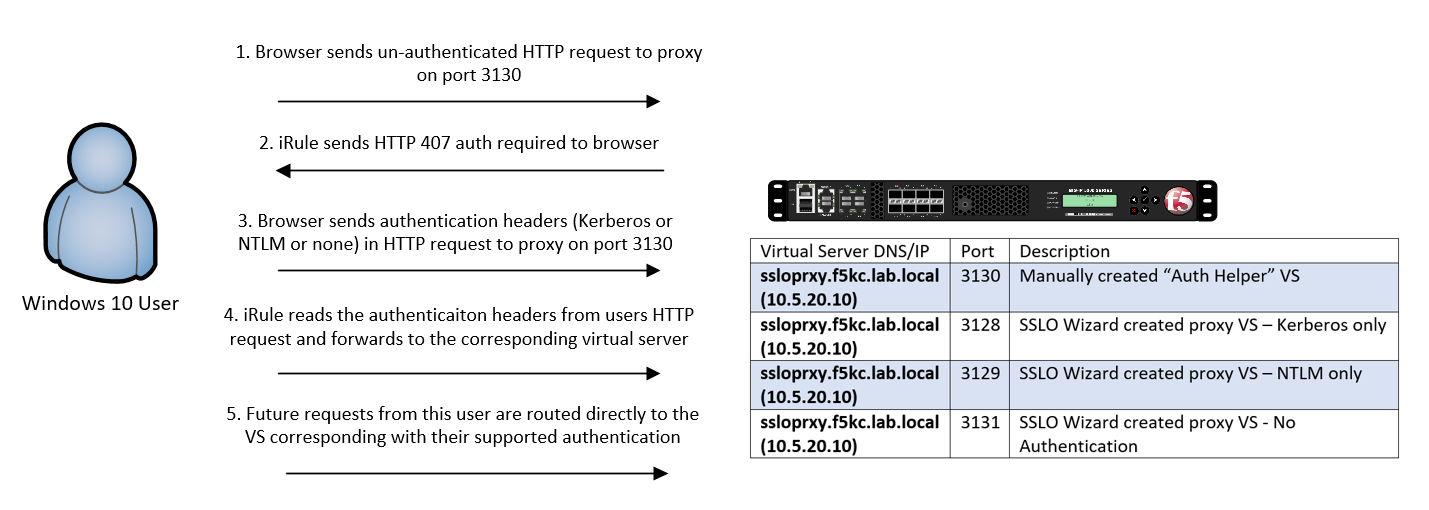 1. Browser sends un-authenticated HTTP request to proxy
on port 3130
2. iRule sends HTTP 407 auth required to browser
3. Browser sends authentication headers (Kerberos or
NTLM or none) in HTTP request to proxy on port 3130
4. iRule reads the authenticaiton headers from users HTTP
request and forwards to the corresponding virtual server
5. Future requests from this user are routed directly to the
VS corresponding with their supported authentication
Windows 10 User
f5
Virtual Server DNS/IP Port Description
ssloprxy.f5kc.lab.local 3130 Manually created “Auth Helper” VS
(10.5.20.10)
ssloprxy.f5kc.lab.local 3128 SSLO Wizard created proxy VS – Kerberos only
(10.5.20.10)
ssloprxy.f5kc.lab.local 3129 SSLO Wizard created proxy VS – NTLM only
(10.5.20.10)
ssloprxy.f5kc.lab.local 3131 SSLO Wizard created proxy VS - No
(10.5.20.10) Authentication